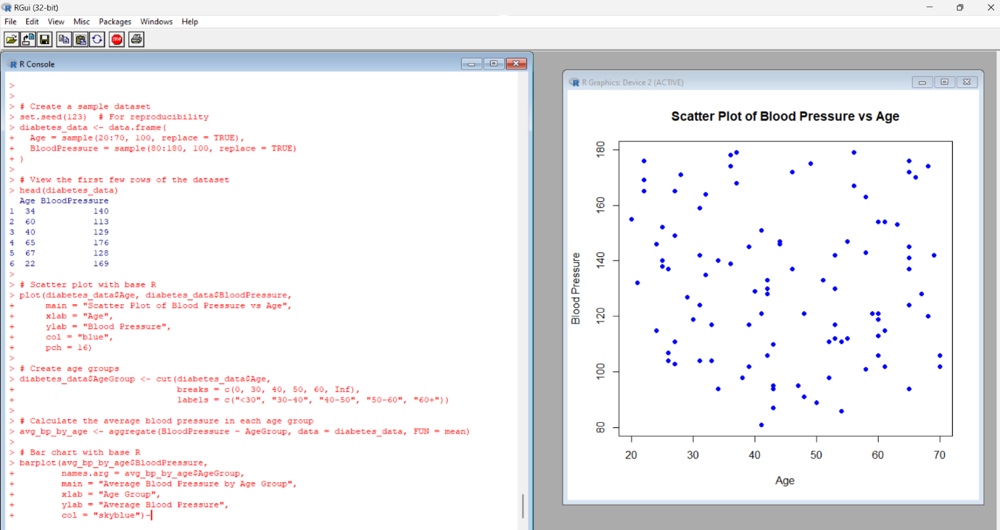 RGui (32-bit)
File Edit View Misc Packages Windows Help
STOP
R Console
>
>
> # Create a sample dataset
> set.seed(123)  # For reproducibility
> diabetes_data <- data.frame(
+   Age = sample(20:70, 100, replace = TRUE),
+   BloodPressure = sample(80:180, 100, replace = TRUE)
+ )
>
> # View the first few rows of the dataset
> head(diabetes_data)
  Age BloodPressure
1  34           140
2  60           113
3  40           129
4  65           176
5  67           128
6  22           169
>
> # Scatter plot with base R
> plot(diabetes_data$Age, diabetes_data$BloodPressure,
+      main = "Scatter Plot of Blood Pressure vs Age",
+      xlab = "Age",
+      ylab = "Blood Pressure",
+      col = "blue",
+      pch = 16)
>
> # Create age groups
> diabetes_data$AgeGroup <- cut(diabetes_data$Age,
+                               breaks = c(0, 30, 40, 50, 60, Inf),
+                               labels = c("<30", "30-40", "40-50", "50-60", "60+"))
>
> # Calculate the average blood pressure in each age group
> avg_bp_by_age <- aggregate(BloodPressure ~ AgeGroup, data = diabetes_data, FUN = mean)
>
> # Bar chart with base R
> barplot(avg_bp_by_age$BloodPressure,
+         names.arg = avg_bp_by_age$AgeGroup,
+         main = "Average Blood Pressure by Age Group",
+         xlab = "Age Group",
+         ylab = "Average Blood Pressure",
+         col = "skyblue")-
R Graphics: Device 2 (ACTIVE)
Scatter Plot of Blood Pressure vs Age
Blood Pressure
180
160
140
120
100
80
20 30 40 50 60 70
Age